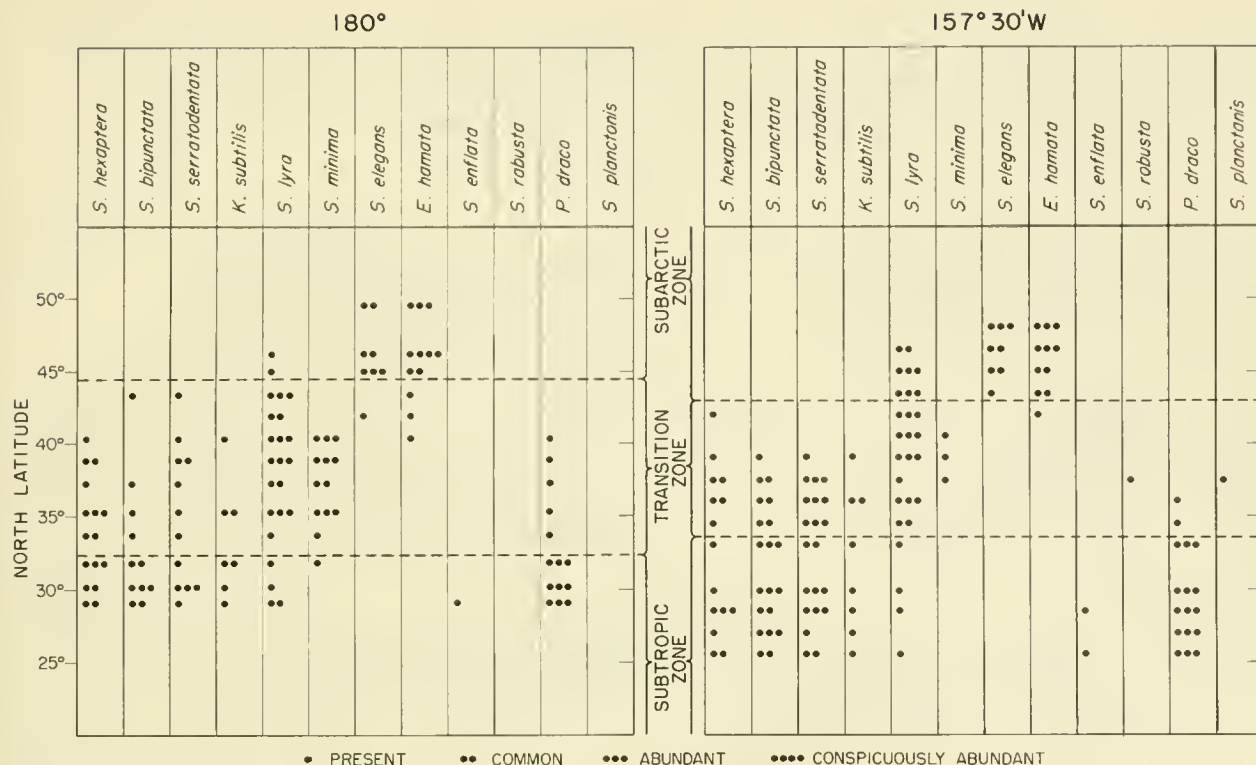 180°
157° 30'W
S. hexaptera
S. bipunctata
S. serratodentata
K. subtilis
S. lyra
S. minima
S. elegans
E. hamata
S enflata
S. robusta
P. draco
S planctonis
S. hexaptera
S. bipunctata
S. serratodentata
K. subtilis
S. lyra
S. minima
S. elegans
E. hamata
S. enflata
S. robusta
P. draco
S. planctonis
NORTH LATITUDE
50°
45°
40°
35°
30°
25°
SUBARCTIC
ZONE
TRANSITION
ZONE
SUBTROPIC
ZONE
• PRESENT •• COMMON ••• ABUNDANT •••• CONSPICUOUSLY ABUNDANT